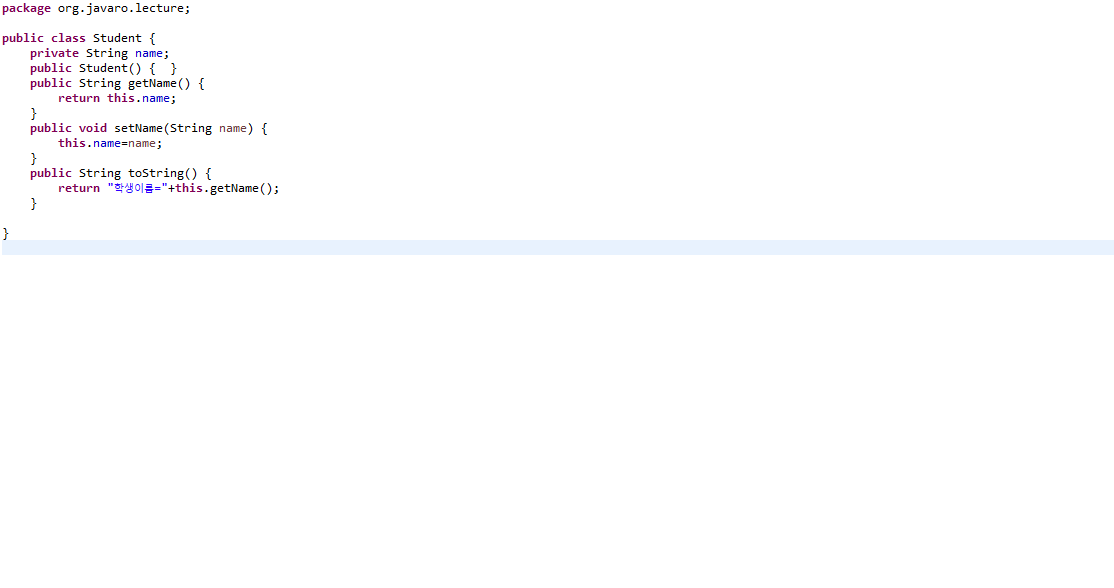 package org.javaro.lecture;
public class Student {
private String name;
public Student() {  }
public String getName() {
return this.name;
}
public void setName(String name) {
this.name=name;
}
public String toString() {
return "학생이름="+this.getName();
}
}